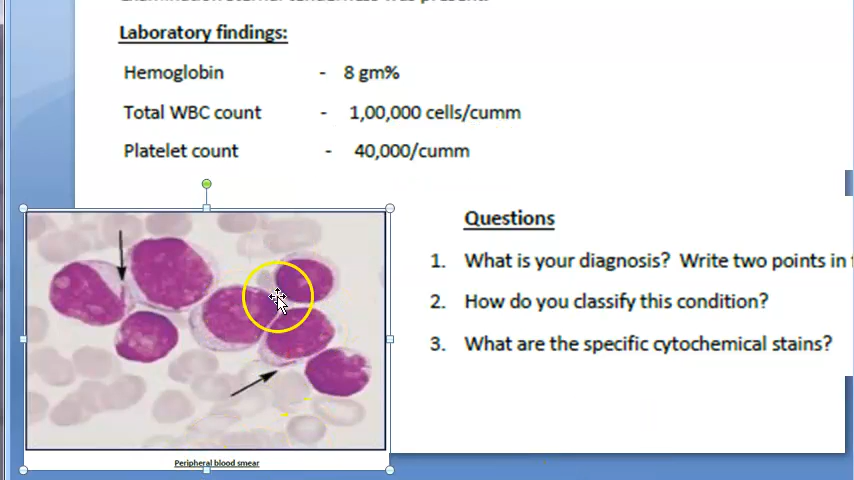 Laboratory findings:
Hemoglobin - 8 gm%
Total WBC count - 1,00,000 cells/cumm
Platelet count - 40,000/cumm
Questions
1. What is your diagnosis? Write two points in
2. How do you classify this condition?
3. What are the specific cytochemical stains?
Peripheral blood smear